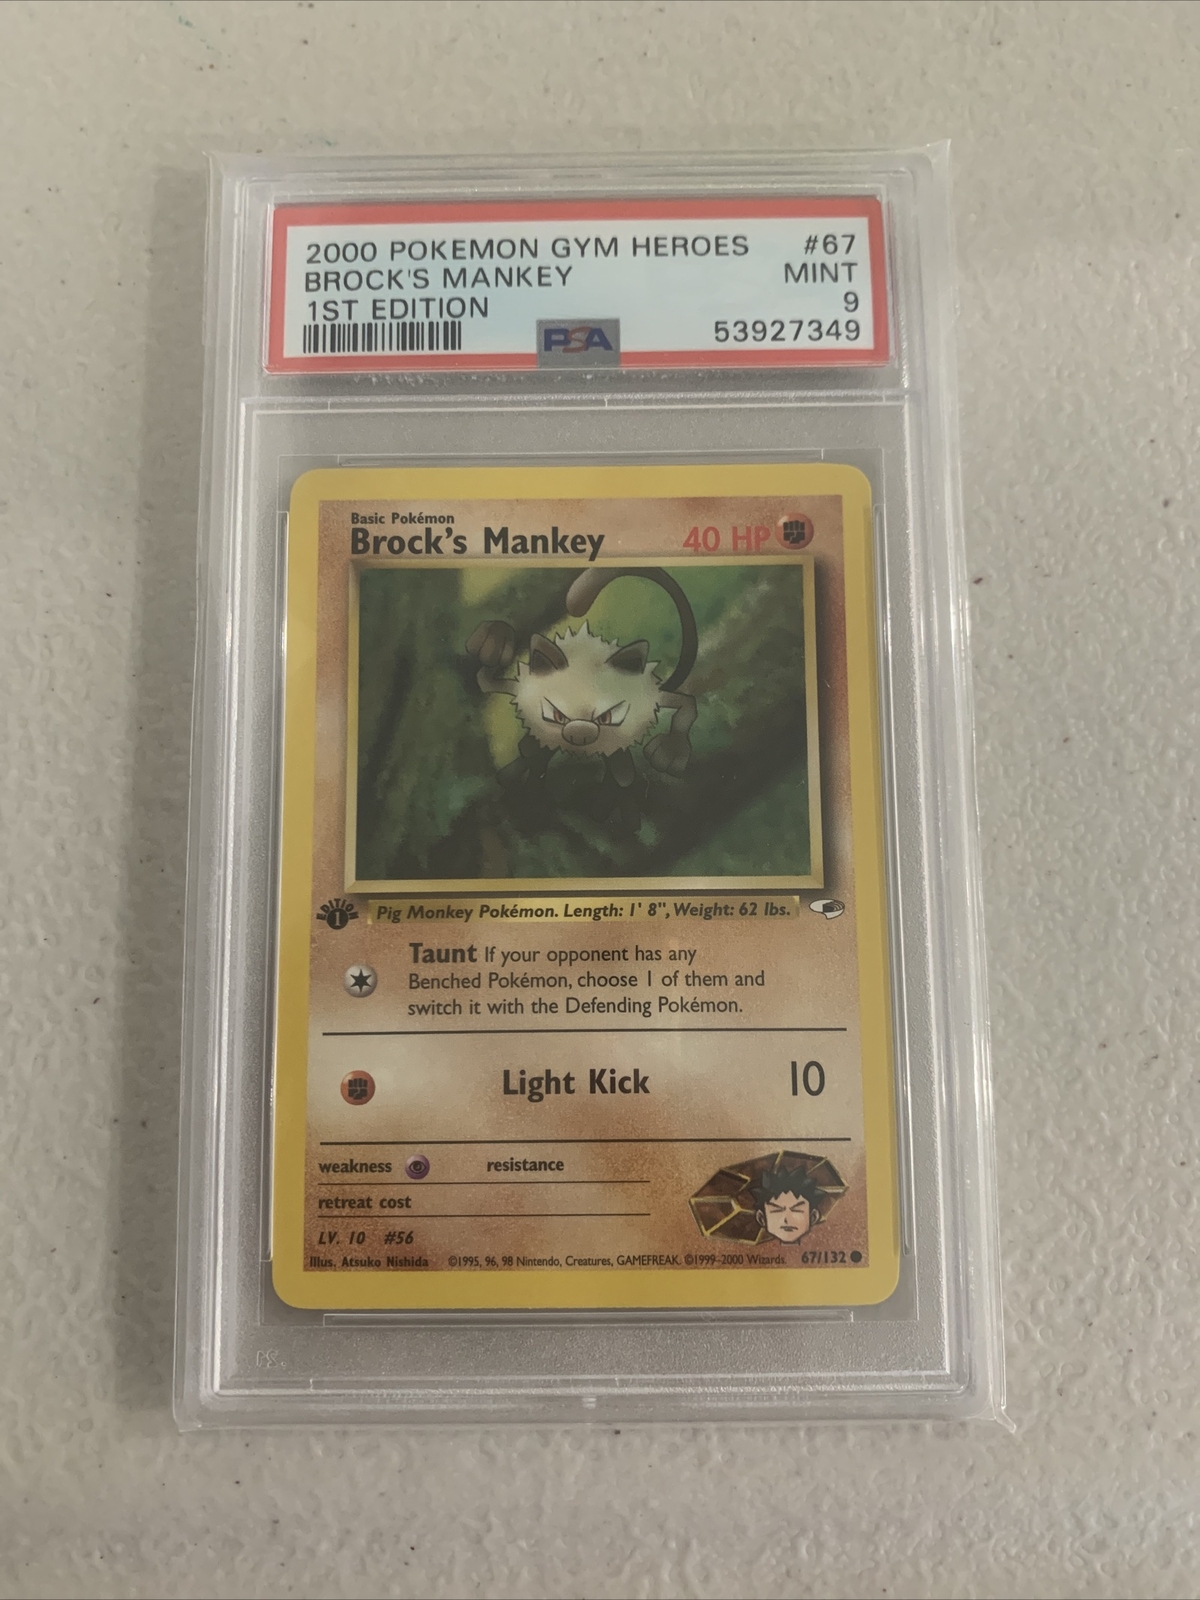 2000 POKEMON GYM HEROES #67
BROCK'S MANKEY MINT
1ST EDITION 9
PSA 53927349
Basic Pokémon
Brock's Mankey 40 HP
EDITION 1
Pig Monkey Pokémon. Length: 1' 8", Weight: 62 lbs.
Taunt If your opponent has any
Benched Pokémon, choose 1 of them and
switch it with the Defending Pokémon.
Light Kick 10
weakness resistance
retreat cost
LV. 10 #56
Illus. Atsuko Nishida ©1995, 96, 98 Nintendo, Creatures, GAMEFREAK. ©1999-2000 Wizards. 67/132